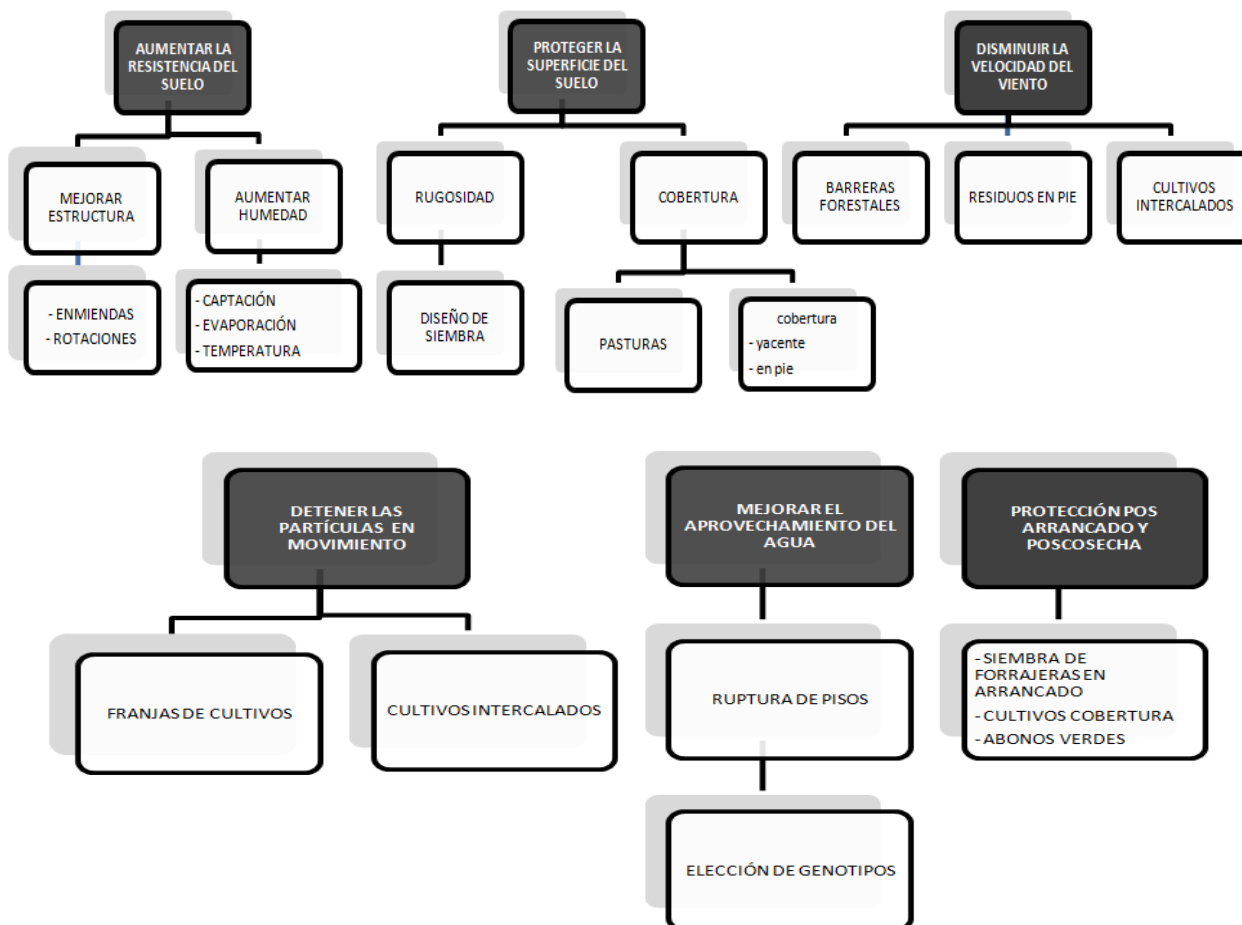 AUMENTAR LA
RESISTENCIA DEL
SUELO
MEJORAR
ESTRUCTURA
- ENMIENDAS
- ROTACIONES
AUMENTAR
HUMEDAD
- CAPTACIÓN
- EVAPORACIÓN
- TEMPERATURA
PROTEGER LA
SUPERFICIE DEL
SUELO
RUGOSIDAD
DISEÑO DE
SIEMBRA
COBERTURA
PASTURAS
cobertura
- yacente
- en pie
DISMINUIR LA
VELOCIDAD DEL
VIENTO
BARRERAS
FORESTALES
RESIDUOS EN PIE
CULTIVOS
INTERCALADOS
DETENER LAS
PARTÍCULAS EN
MOVIMIENTO
FRANJAS DE CULTIVOS
CULTIVOS INTERCALADOS
MEJORAR EL
APROVECHAMIENTO DEL
AGUA
RUPTURA DE PISOS
ELECCIÓN DE GENOTIPOS
PROTECCIÓN POS
ARRANCADO Y
POSCOSECHA
- SIEMBRA DE
FORRAJERAS EN
ARRANCADO
- CULTIVOS COBERTURA
- ABONOS VERDES